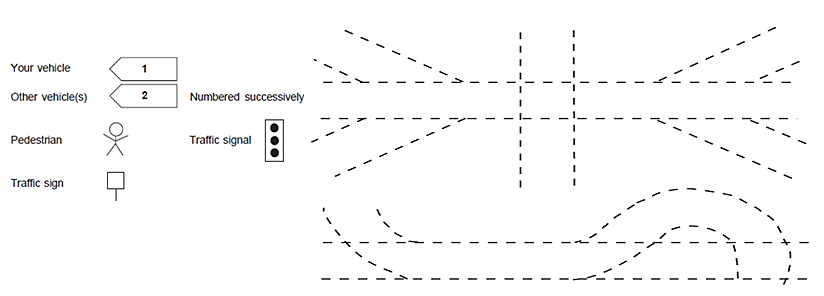 Your vehicle 1
Other vehicle(s) 2 Numbered successively
Pedestrian Traffic signal
Traffic sign